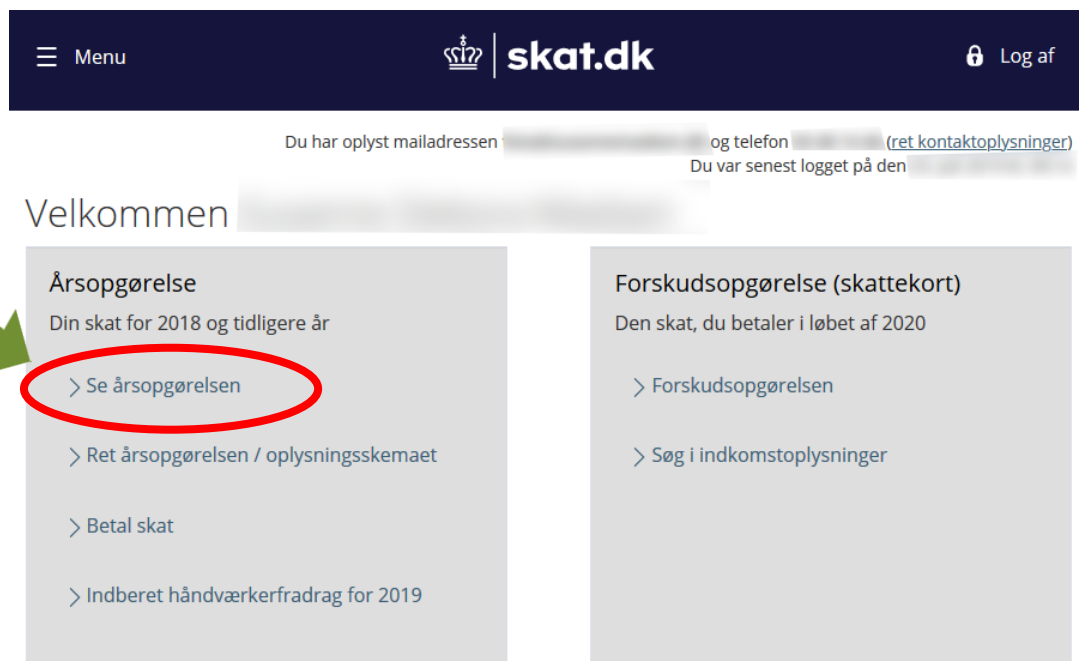 Menu
skat.dk
Log af
Du har oplyst mailadressen og telefon (ret kontaktoplysninger)
Du var senest logget på den
Velkommen
Årsopgørelse
Din skat for 2018 og tidligere år
Se årsopgørelsen
Ret årsopgørelsen / oplysningsskemaet
Betal skat
Indberet håndværkerfradrag for 2019
Forskudsopgørelse (skattekort)
Den skat, du betaler i løbet af 2020
Forskudsopgørelsen
Søg i indkomstoplysninger